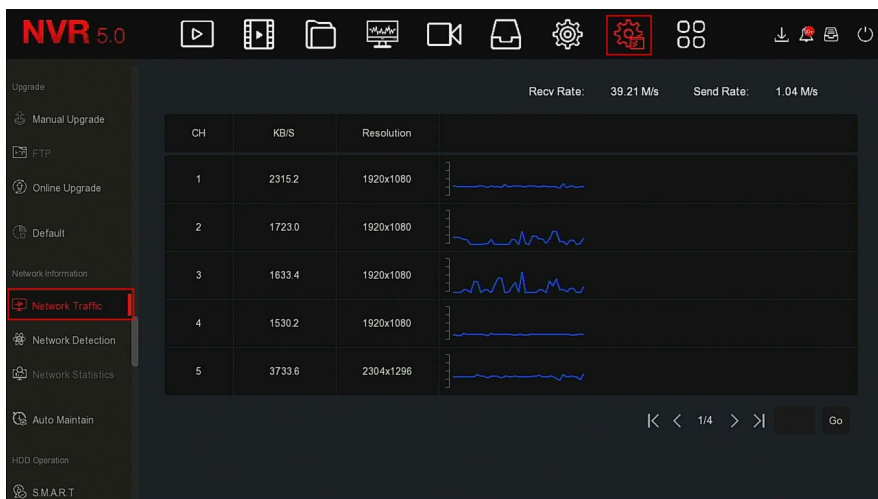 NVR 5.0
Upgrade
Manual Upgrade
FTP
Online Upgrade
Default
Network Information
Network Traffic
Network Detection
Network Statistics
Auto Maintain
HDD Operation
S.M.A.R.T
Recv Rate: 39.21 M/s Send Rate: 1.04 M/s
CH KB/S Resolution
1 2315.2 1920x1080
2 1723.0 1920x1080
3 1633.4 1920x1080
4 1530.2 1920x1080
5 3733.6 2304x1296
1/4 Go